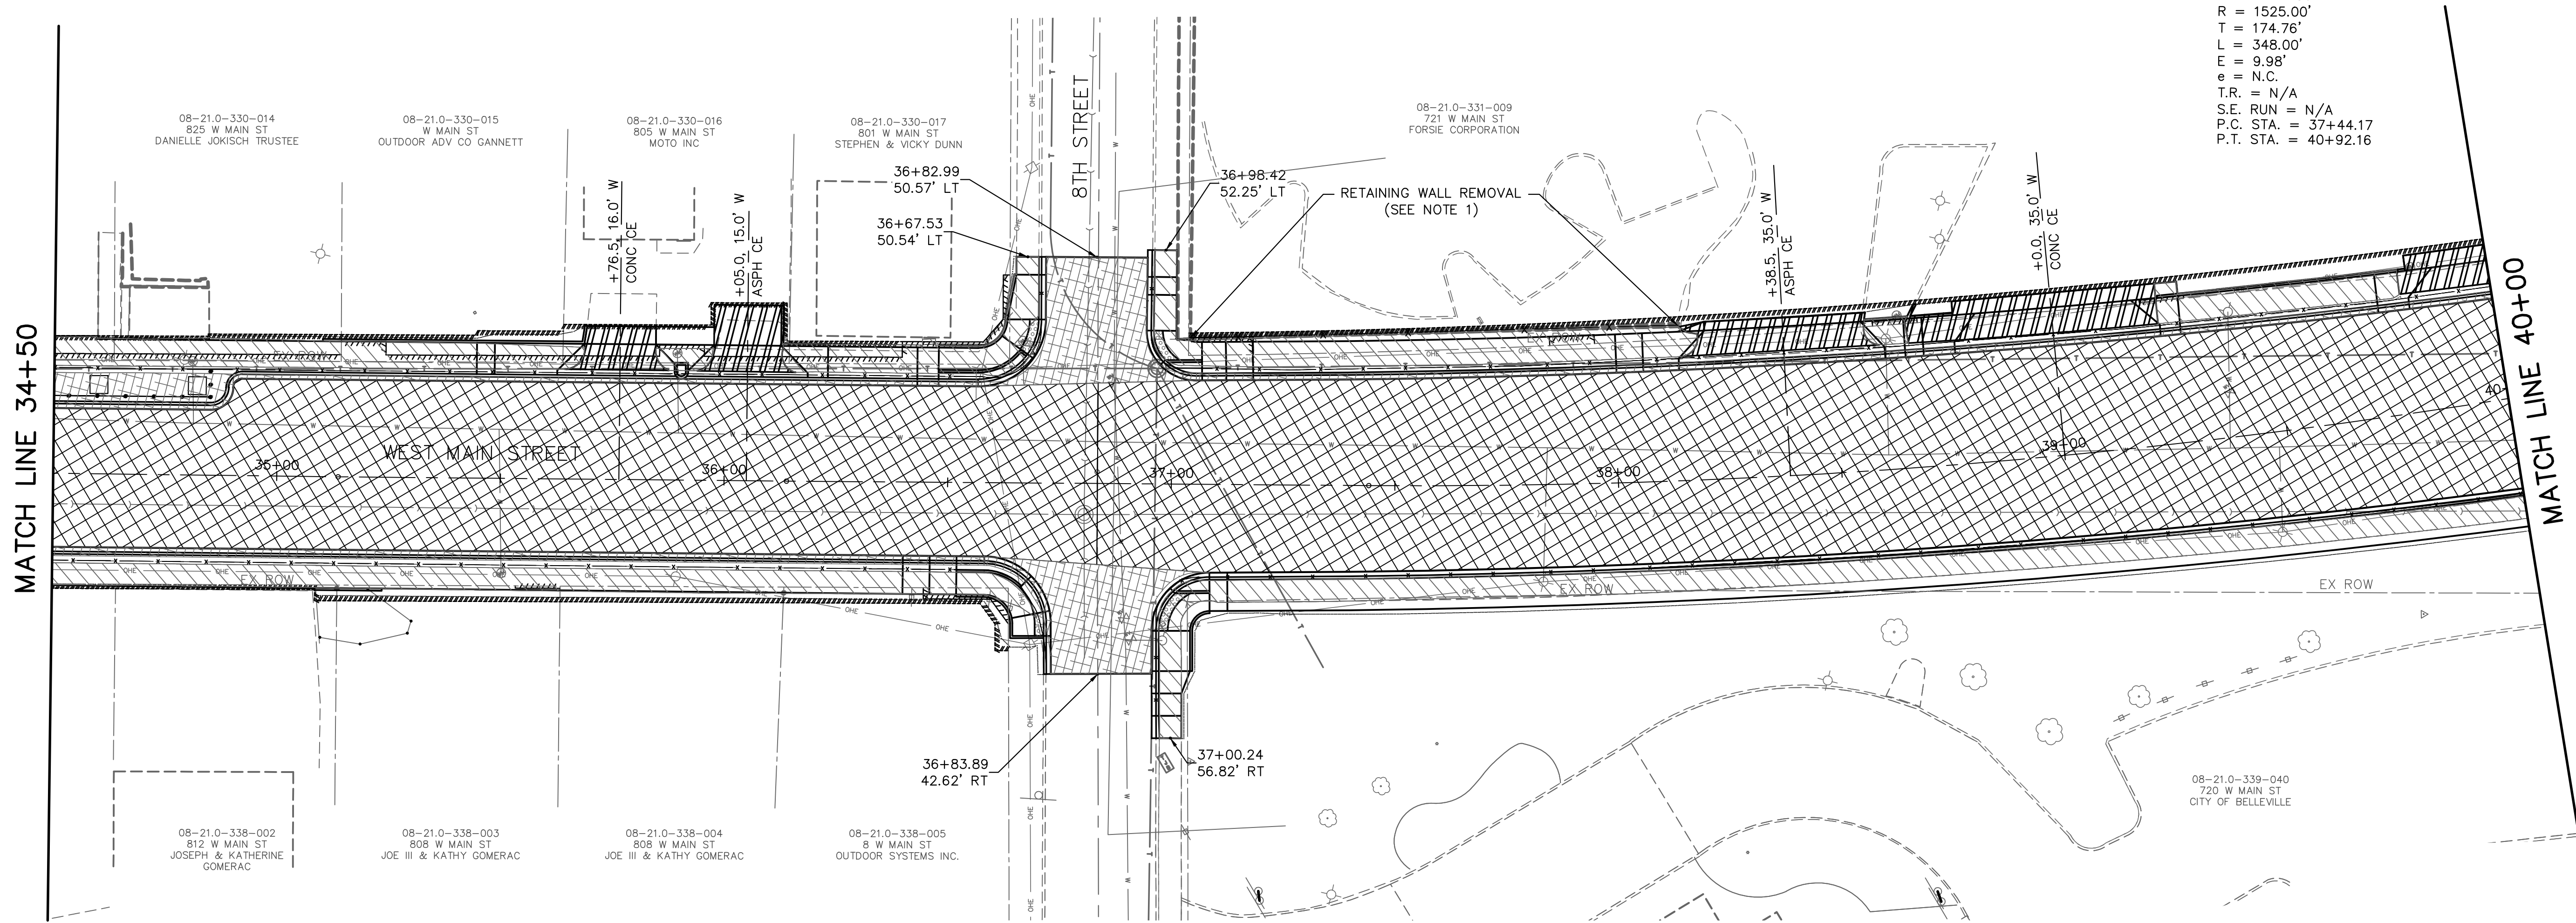 R = 1525.00'
T = 174.76'
L = 348.00'
E = 9.98'
e = N.C.
T.R. = N/A
S.E. RUN = N/A
P.C. STA. = 37+44.17
P.T. STA. = 40+92.16
08-21.0-330-014
825 W MAIN ST
DANIELLE JOKISCH TRUSTEE
08-21.0-330-015
W MAIN ST
OUTDOOR ADV CO GANNETT
08-21.0-330-016
805 W MAIN ST
MOTO INC
08-21.0-330-017
801 W MAIN ST
STEPHEN & VICKY DUNN
8TH STREET
08-21.0-331-009
721 W MAIN ST
FORSIE CORPORATION
36+82.99
50.57' LT
36+67.53
50.54' LT
36+98.42
52.25' LT
RETAINING WALL REMOVAL
(SEE NOTE 1)
+76.5, 16.0' W
CONC CE
+05.0, 15.0' W
ASPH CE
+38.5, 35.0' W
ASPH CE
+0.0, 35.0' W
CONC CE
MATCH LINE 34+50
MATCH LINE 40+00
EX ROW
EX ROW
WEST MAIN STREET
35+00
36+00
37+00
38+00
39+00
40
EX ROW
EX ROW
EX ROW
36+83.89
42.62' RT
37+00.24
56.82' RT
08-21.0-338-002
812 W MAIN ST
JOSEPH & KATHERINE
GOMERAC
08-21.0-338-003
808 W MAIN ST
JOE III & KATHY GOMERAC
08-21.0-338-004
808 W MAIN ST
JOE III & KATHY GOMERAC
08-21.0-338-005
8 W MAIN ST
OUTDOOR SYSTEMS INC.
08-21.0-339-040
720 W MAIN ST
CITY OF BELLEVILLE